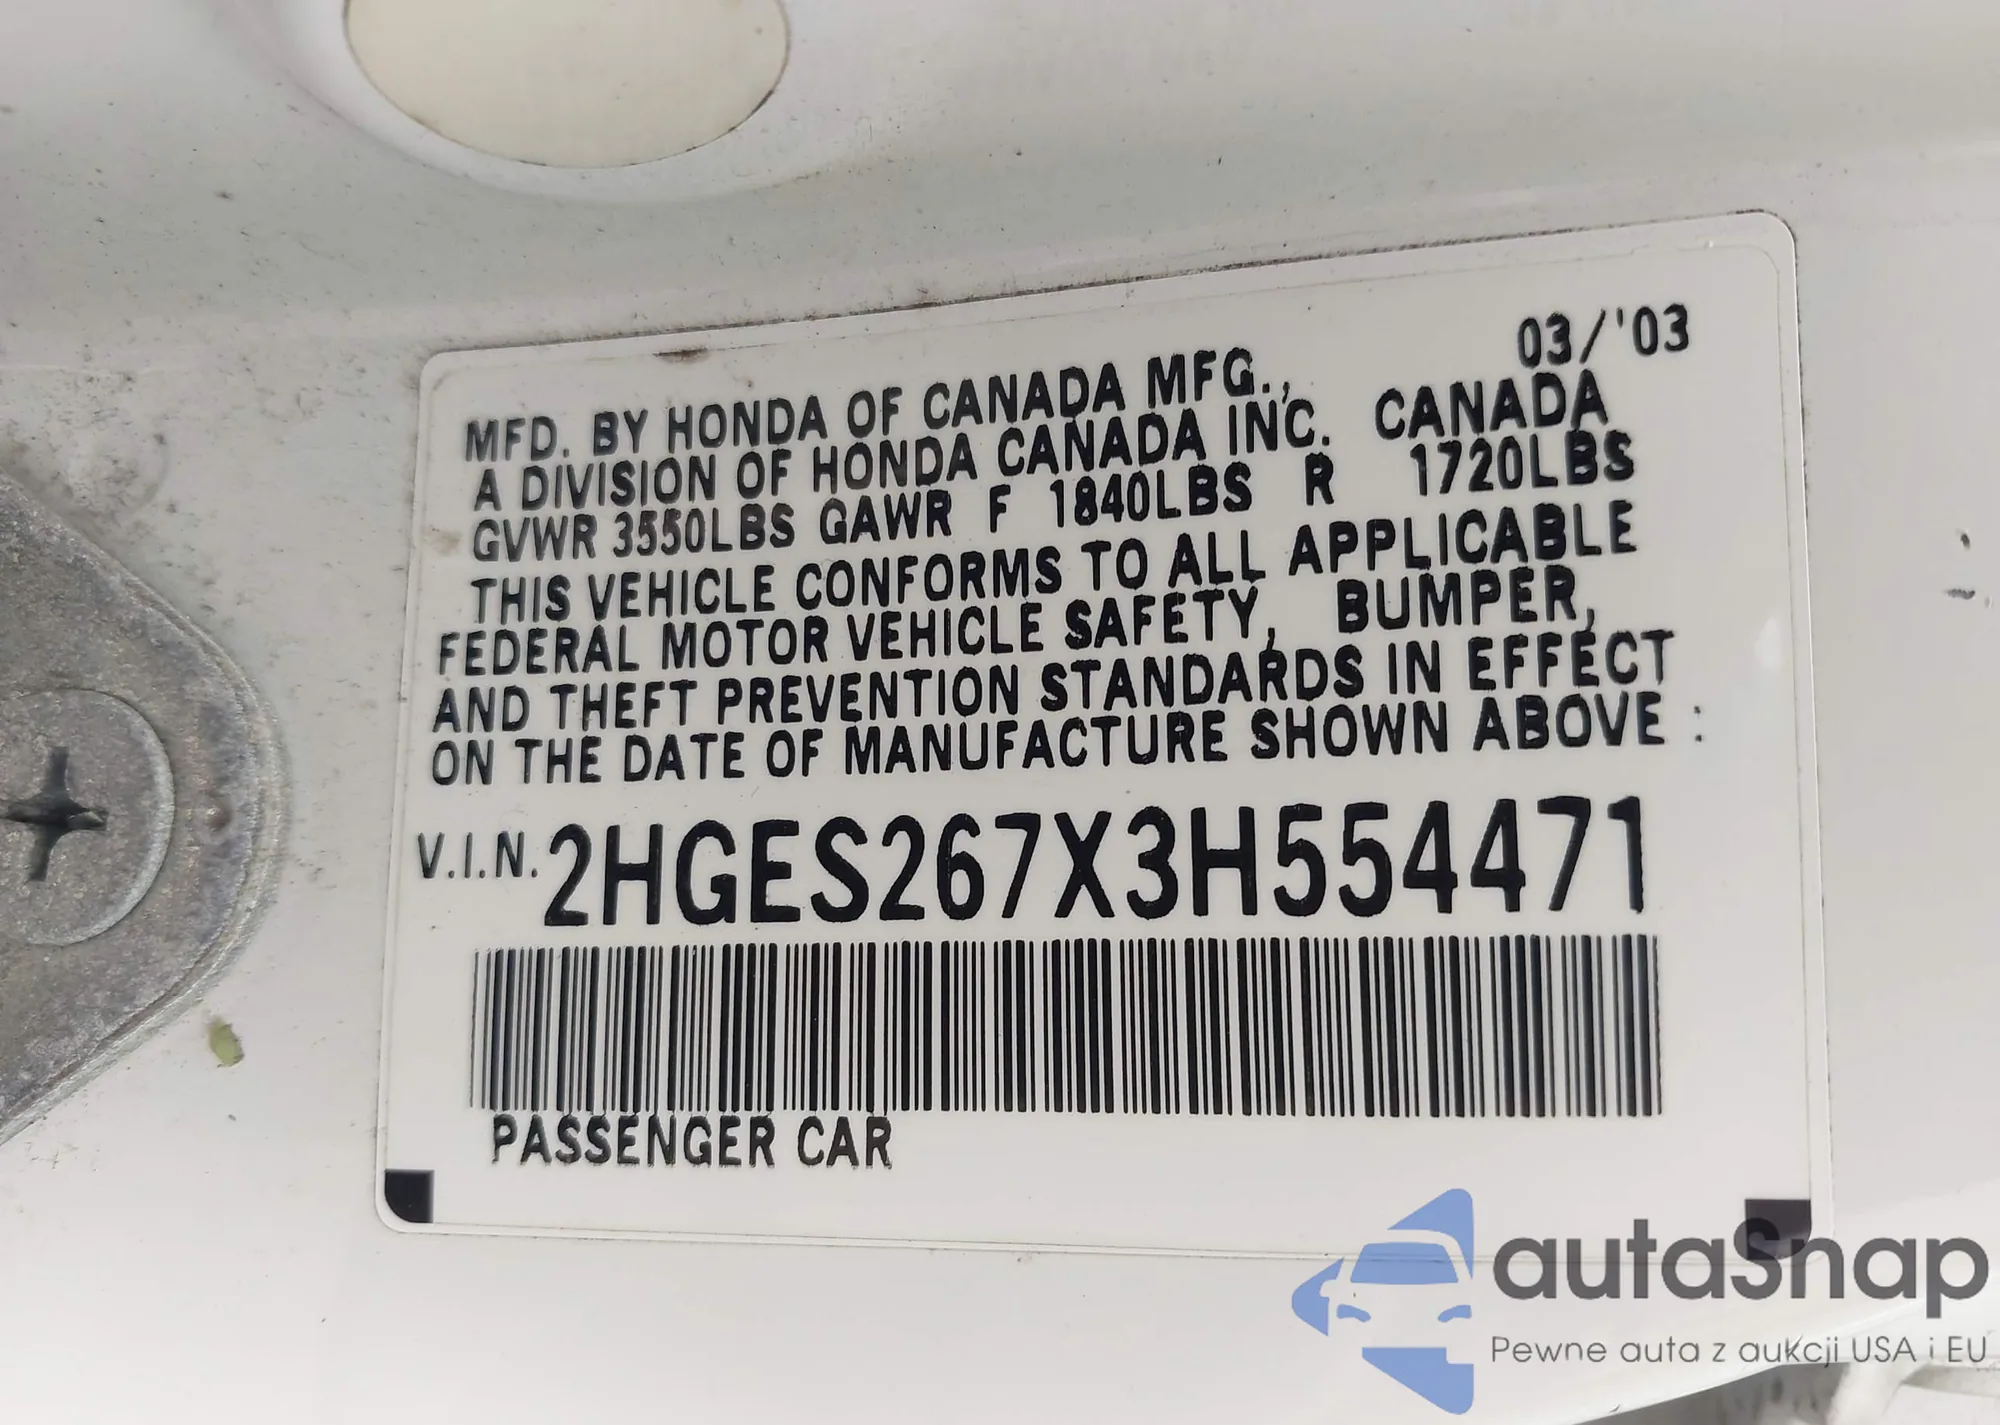 03/'03
MFD. BY HONDA OF CANADA MFG.,
A DIVISION OF HONDA CANADA INC. CANADA
GVWR 3550LBS GAWR F 1840LBS R 1720LBS
THIS VEHICLE CONFORMS TO ALL APPLICABLE
FEDERAL MOTOR VEHICLE SAFETY, BUMPER,
AND THEFT PREVENTION STANDARDS IN EFFECT
ON THE DATE OF MANUFACTURE SHOWN ABOVE :
V.I.N. 2HGES267X3H554471
PASSENGER CAR
autasnap
Pewne auta z aukcji USA i EU